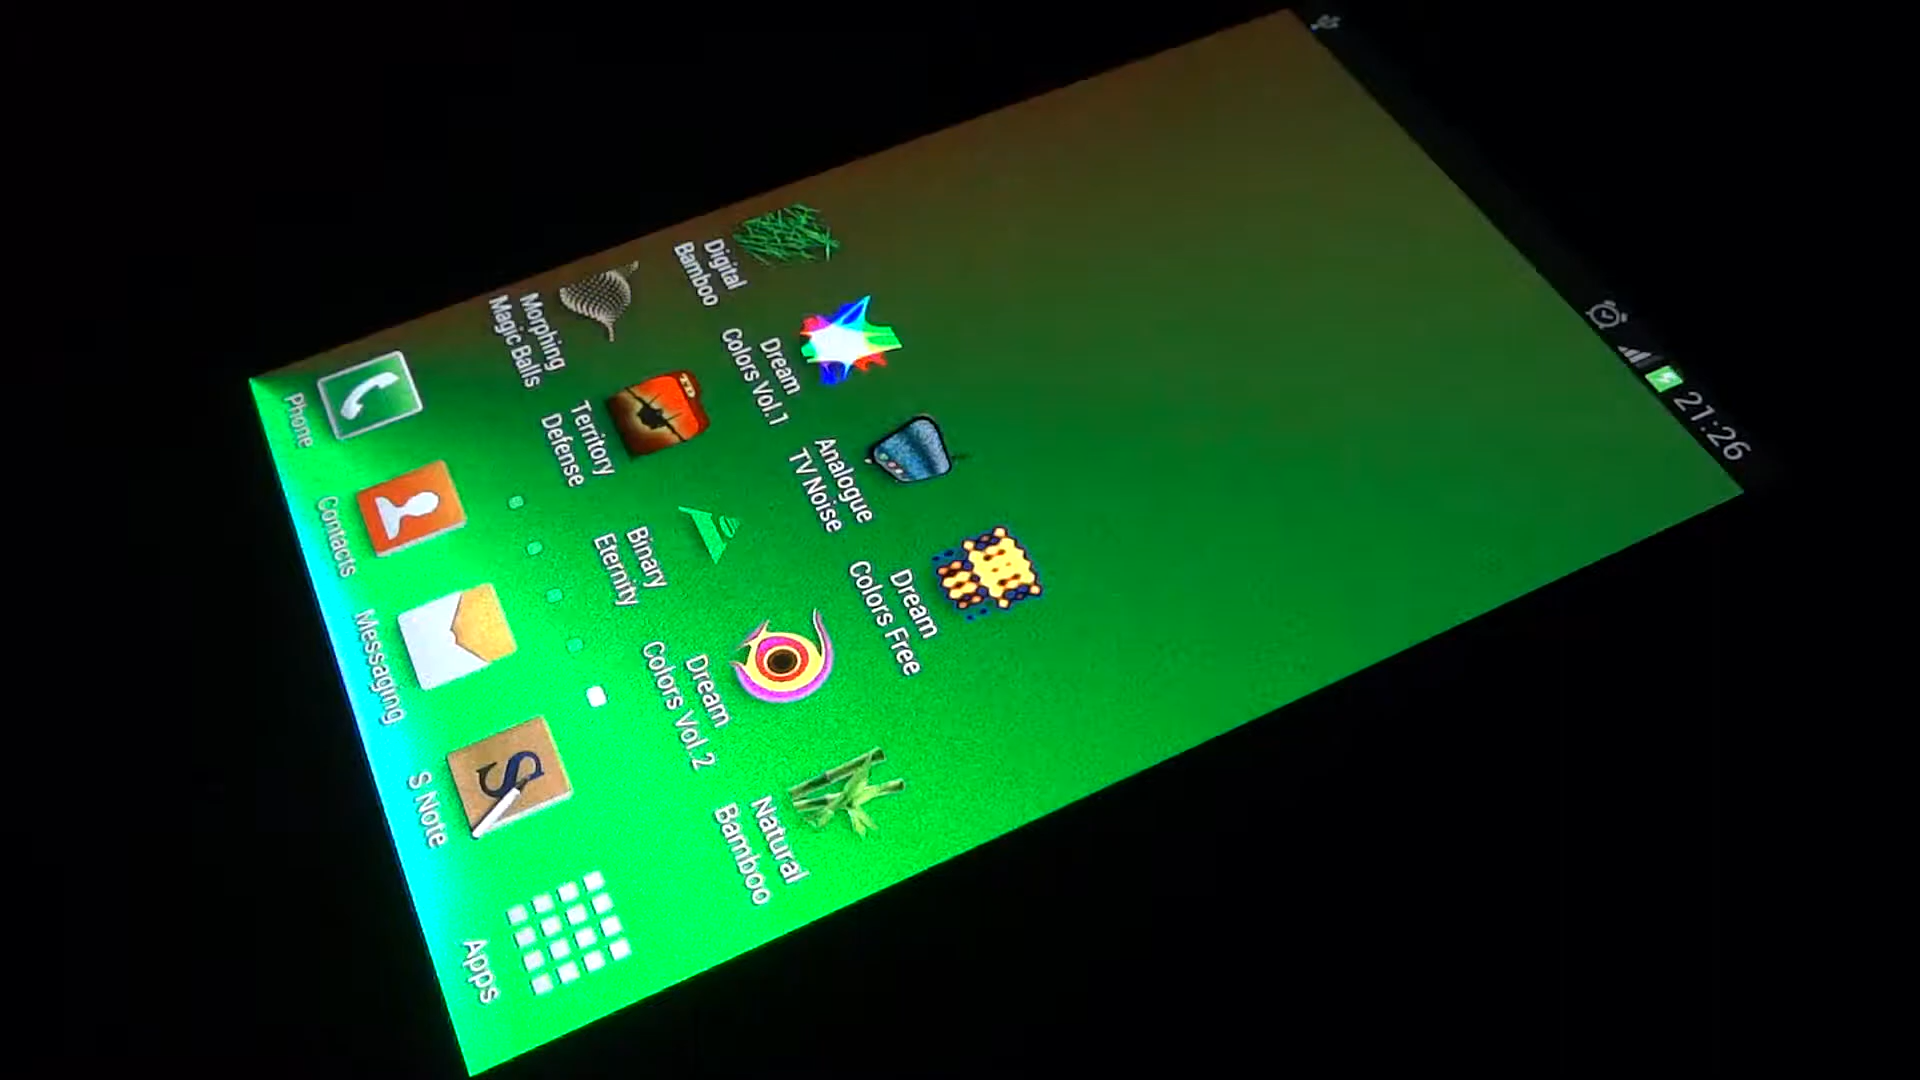 21:26
Digital
Bamboo
Dream
Colors Vol.1
Analogue
TV Noise
Dream
Colors Free
Morphing
Magic Balls
TD
Territory
Defense
Binary
Eternity
Dream
Colors Vol.2
Natural
Bamboo
Phone
Contacts
Messaging
S
S Note
Apps